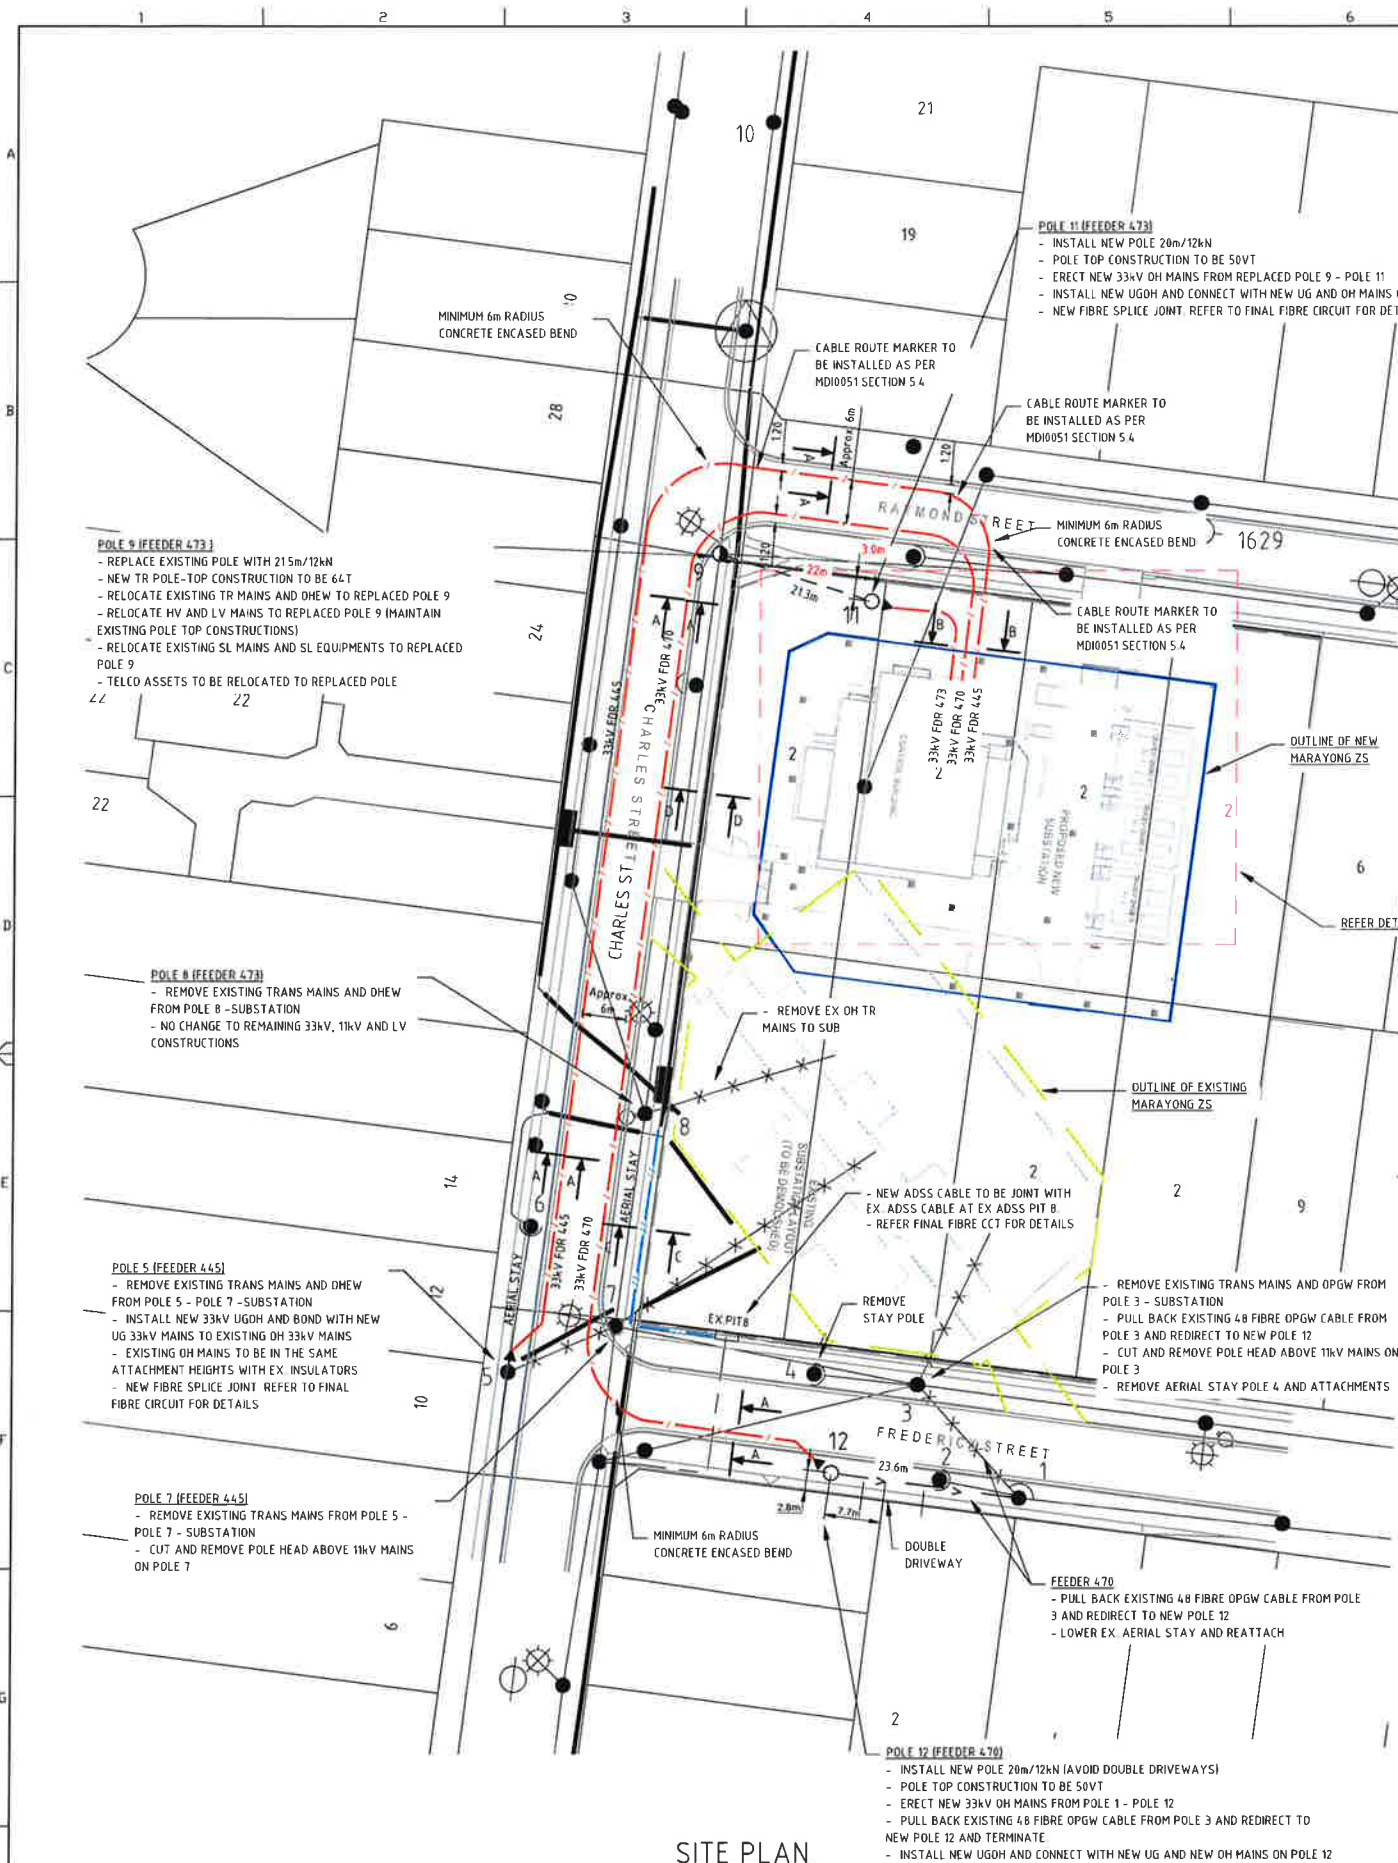 1
2
3
4
5
6
A
B
C
D
E
F
G
10
21
19
POLE 11 (FEEDER 473)
- INSTALL NEW POLE 20m/12kN
- POLE TOP CONSTRUCTION TO BE 50VT
- ERECT NEW 33kV OH MAINS FROM REPLACED POLE 9 - POLE 11
- INSTALL NEW UGOH AND CONNECT WITH NEW UG AND OH MAINS
- NEW FIBRE SPLICE JOINT REFER TO FINAL FIBRE CIRCUIT FOR DET
MINIMUM 6m RADIUS
CONCRETE ENCASED BEND
CABLE ROUTE MARKER TO
BE INSTALLED AS PER
MDI0051 SECTION 5.4
CABLE ROUTE MARKER TO
BE INSTALLED AS PER
MDI0051 SECTION 5.4
28
1.20
Approx. 6m
1.20
A
A
RAYMOND STREET
MINIMUM 6m RADIUS
CONCRETE ENCASED BEND
1629
POLE 9 (FEEDER 473)
- REPLACE EXISTING POLE WITH 21.5m/12kN
- NEW TR POLE-TOP CONSTRUCTION TO BE 64T
- RELOCATE EXISTING TR MAINS AND OHEW TO REPLACED POLE 9
- RELOCATE HV AND LV MAINS TO REPLACED POLE 9 (MAINTAIN
EXISTING POLE TOP CONSTRUCTIONS)
- RELOCATE EXISTING SL MAINS AND SL EQUIPMENTS TO REPLACED
POLE 9
- TELCO ASSETS TO BE RELOCATED TO REPLACED POLE
9
1.20
3.0m
22m
21.3m
11
CABLE ROUTE MARKER TO
BE INSTALLED AS PER
MDI0051 SECTION 5.4
24
A
A
B
B
22
22
22
33kV FDR 445
33kV FDR 470
CHARLES STREET
33kV FDR 473
33kV FDR 470
33kV FDR 445
2
2
2
2
CONTROL BUILDING
PROPOSED NEW
SUBSTATION
OUTLINE OF NEW
MARAYONG ZS
D
D
CHARLES ST
6
REFER DET
POLE 8 (FEEDER 473)
- REMOVE EXISTING TRANS MAINS AND OHEW
FROM POLE 8 -SUBSTATION
- NO CHANGE TO REMAINING 33kV, 11kV AND LV
CONSTRUCTIONS
Approx.
6m
- REMOVE EX OH TR
MAINS TO SUB
OUTLINE OF EXISTING
MARAYONG ZS
8
14
A
A
6
AERIAL STAY
EXISTING
SUBSTATION LAYOUT
(TO BE DEMOLISHED)
2
2
9
- NEW ADSS CABLE TO BE JOINT WITH
EX. ADSS CABLE AT EX ADSS PIT 8.
- REFER FINAL FIBRE CCT FOR DETAILS
33kV FDR 445
33kV FDR 470
C
POLE 5 (FEEDER 445)
- REMOVE EXISTING TRANS MAINS AND OHEW
FROM POLE 5 - POLE 7 -SUBSTATION
- INSTALL NEW 33kV UGOH AND BOND WITH NEW
UG 33kV MAINS TO EXISTING OH 33kV MAINS
- EXISTING OH MAINS TO BE IN THE SAME
ATTACHMENT HEIGHTS WITH EX. INSULATORS
- NEW FIBRE SPLICE JOINT REFER TO FINAL
FIBRE CIRCUIT FOR DETAILS
12
AERIAL STAY
7
EX.PIT8
REMOVE
STAY POLE
- REMOVE EXISTING TRANS MAINS AND OPGW FROM
POLE 3 - SUBSTATION
- PULL BACK EXISTING 48 FIBRE OPGW CABLE FROM
POLE 3 AND REDIRECT TO NEW POLE 12
- CUT AND REMOVE POLE HEAD ABOVE 11kV MAINS ON
POLE 3
- REMOVE AERIAL STAY POLE 4 AND ATTACHMENTS
5
4
10
3
A
FREDERICK STREET
12
A
23.6m
2
1
2.8m
7.7m
POLE 7 (FEEDER 445)
- REMOVE EXISTING TRANS MAINS FROM POLE 5 -
POLE 7 - SUBSTATION
- CUT AND REMOVE POLE HEAD ABOVE 11kV MAINS
ON POLE 7
MINIMUM 6m RADIUS
CONCRETE ENCASED BEND
DOUBLE
DRIVEWAY
FEEDER 470
- PULL BACK EXISTING 48 FIBRE OPGW CABLE FROM POLE
3 AND REDIRECT TO NEW POLE 12
- LOWER EX. AERIAL STAY AND REATTACH
6
2
POLE 12 (FEEDER 470)
- INSTALL NEW POLE 20m/12kN (AVOID DOUBLE DRIVEWAYS)
- POLE TOP CONSTRUCTION TO BE 50VT
- ERECT NEW 33kV OH MAINS FROM POLE 1 - POLE 12
- PULL BACK EXISTING 48 FIBRE OPGW CABLE FROM POLE 3 AND REDIRECT TO
NEW POLE 12 AND TERMINATE.
- INSTALL NEW UGOH AND CONNECT WITH NEW UG AND NEW OH MAINS ON POLE 12
SITE PLAN